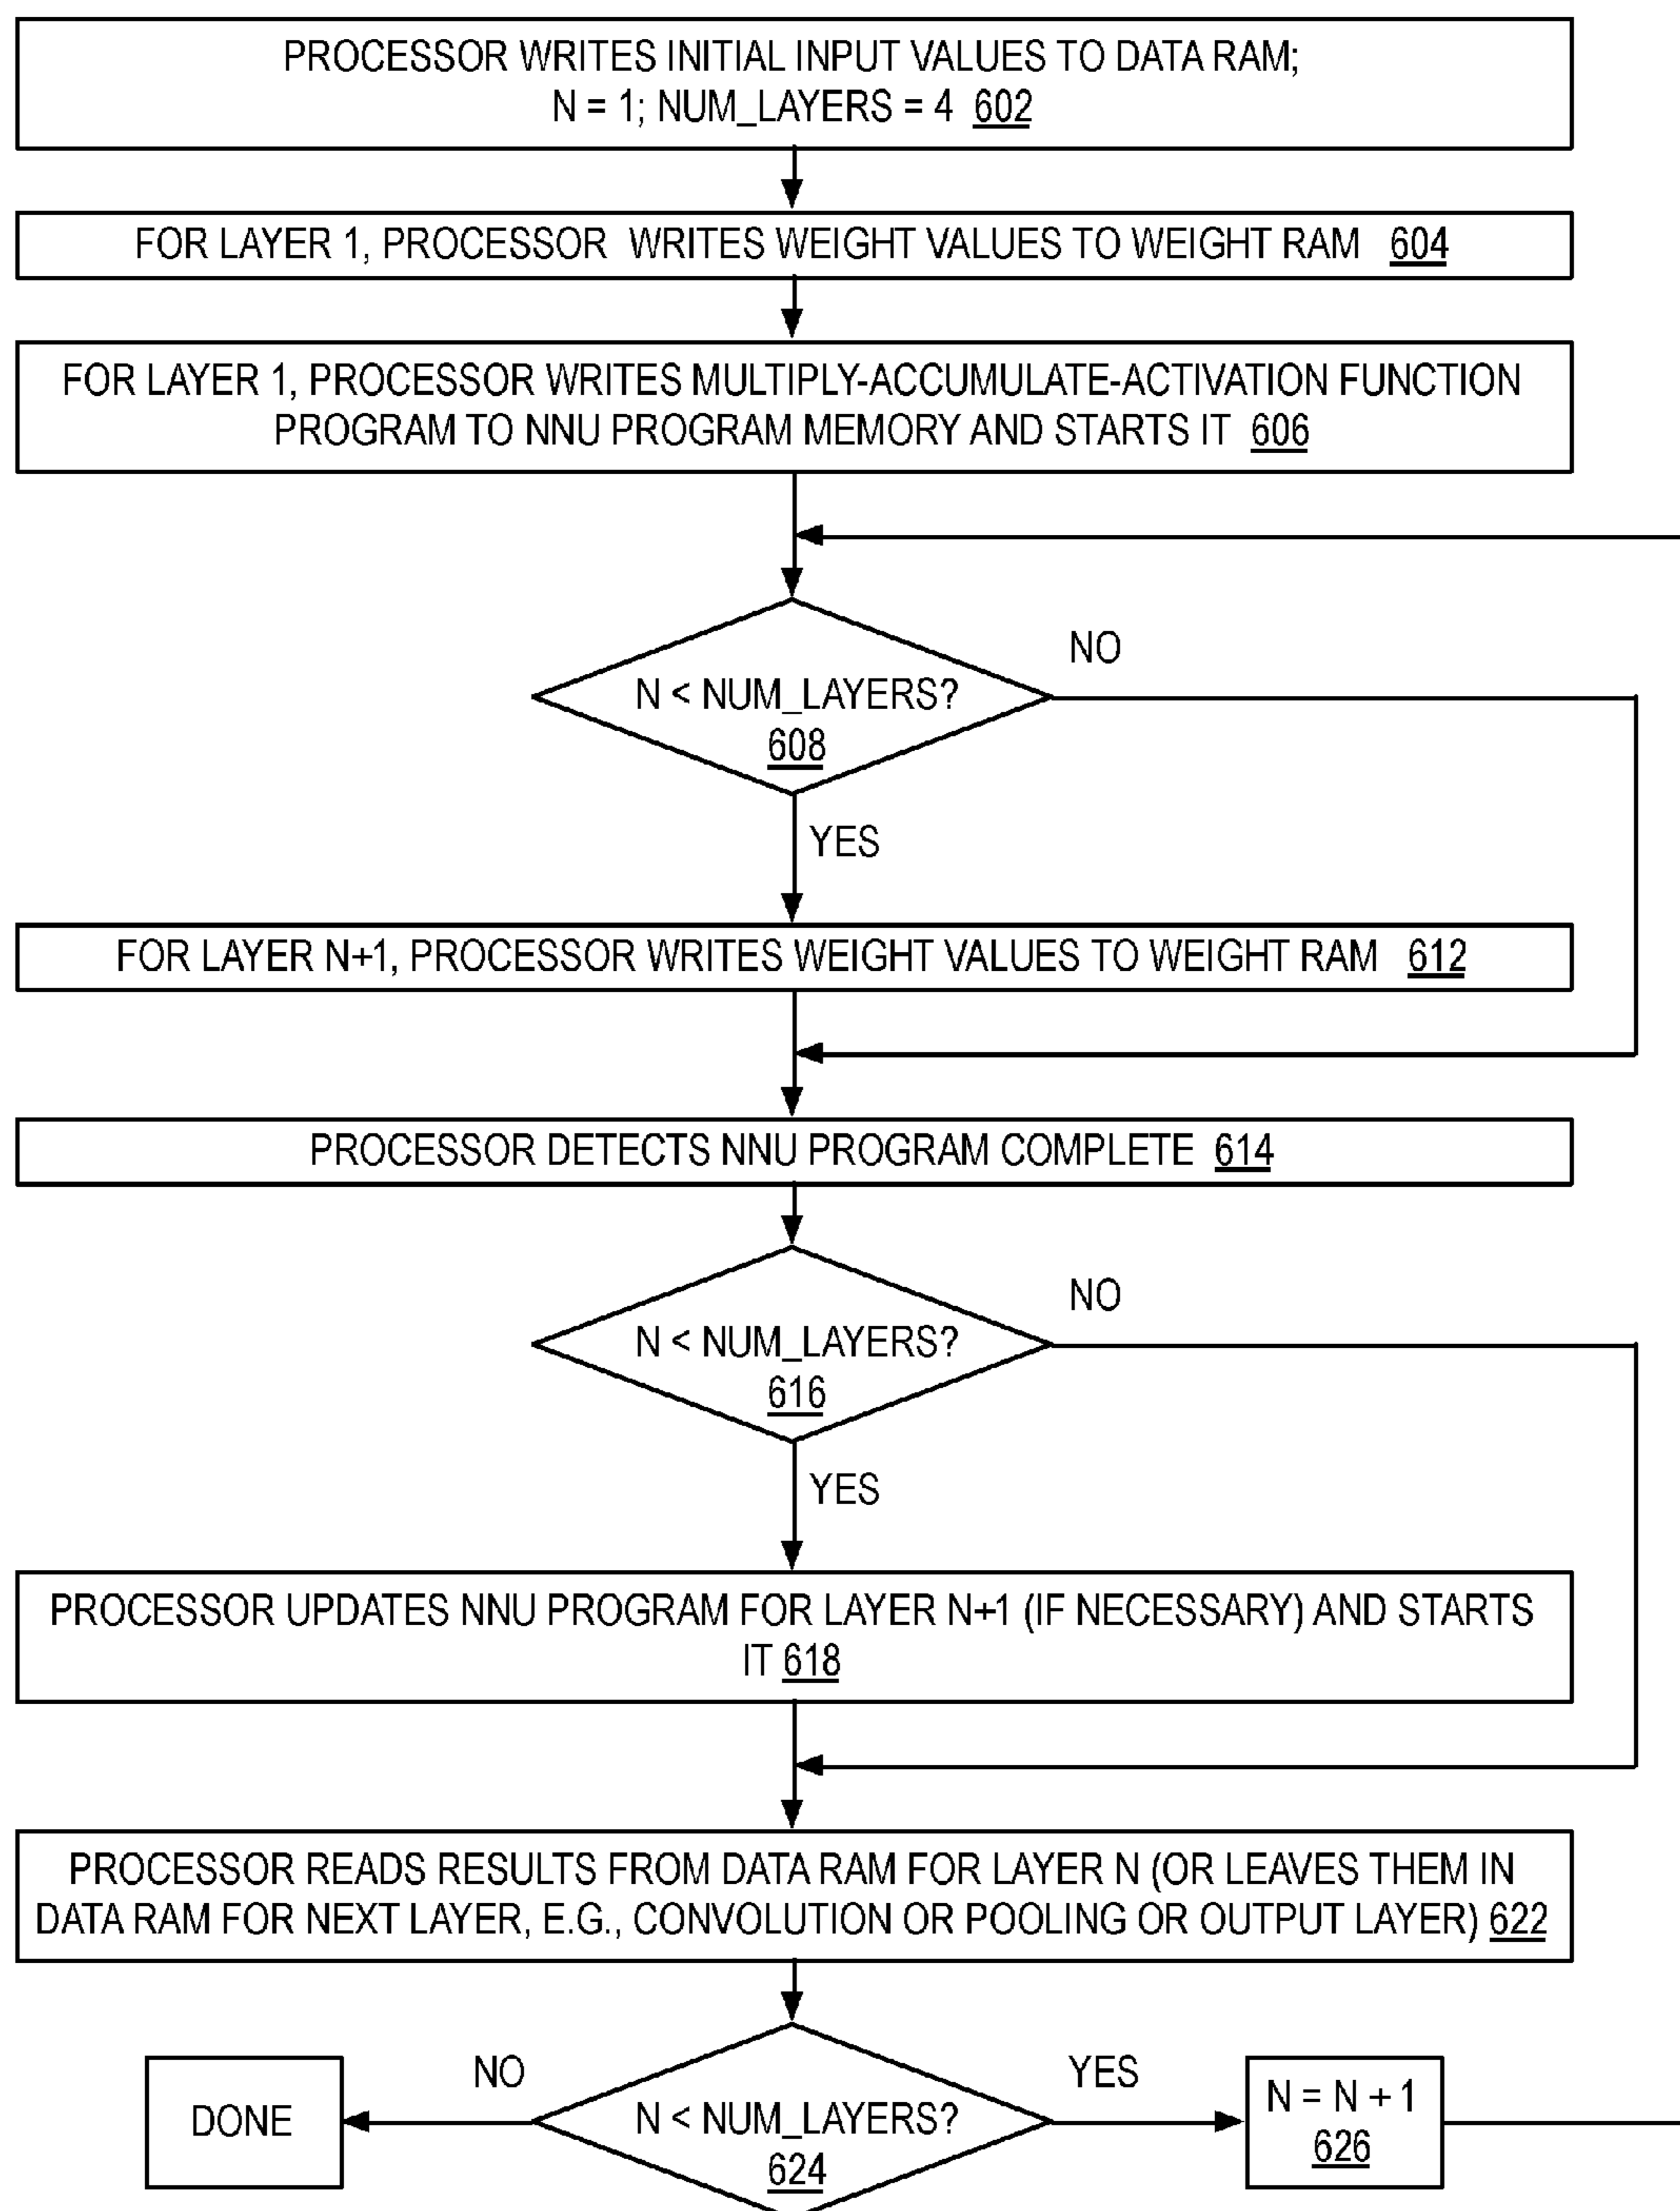 PROCESSOR WRITES INITIAL INPUT VALUES TO DATA RAM;
N = 1; NUM_LAYERS = 4 602
FOR LAYER 1, PROCESSOR WRITES WEIGHT VALUES TO WEIGHT RAM 604
FOR LAYER 1, PROCESSOR WRITES MULTIPLY-ACCUMULATE-ACTIVATION FUNCTION
PROGRAM TO NNU PROGRAM MEMORY AND STARTS IT 606
NO
N < NUM_LAYERS?
608
YES
FOR LAYER N+1, PROCESSOR WRITES WEIGHT VALUES TO WEIGHT RAM 612
PROCESSOR DETECTS NNU PROGRAM COMPLETE 614
NO
N < NUM_LAYERS?
616
YES
PROCESSOR UPDATES NNU PROGRAM FOR LAYER N+1 (IF NECESSARY) AND STARTS
IT 618
PROCESSOR READS RESULTS FROM DATA RAM FOR LAYER N (OR LEAVES THEM IN
DATA RAM FOR NEXT LAYER, E.G., CONVOLUTION OR POOLING OR OUTPUT LAYER) 622
NO
YES
DONE
N < NUM_LAYERS?
624
N = N + 1
626